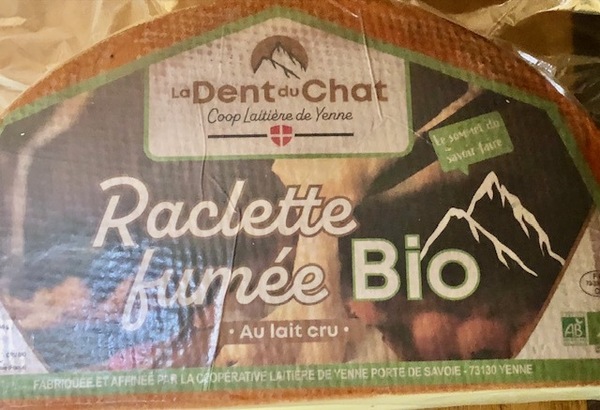 La Dent du Chat
Coop Laitière de Yenne
Le sommet du
savoir faire
Raclette
fumée Bio
• Au lait cru •
AB
FABRIQUÉE ET AFFINÉE PAR LA COOPÉRATIVE LAITIÈRE DE YENNE PORTE DE SAVOIE - 73130 YENNE